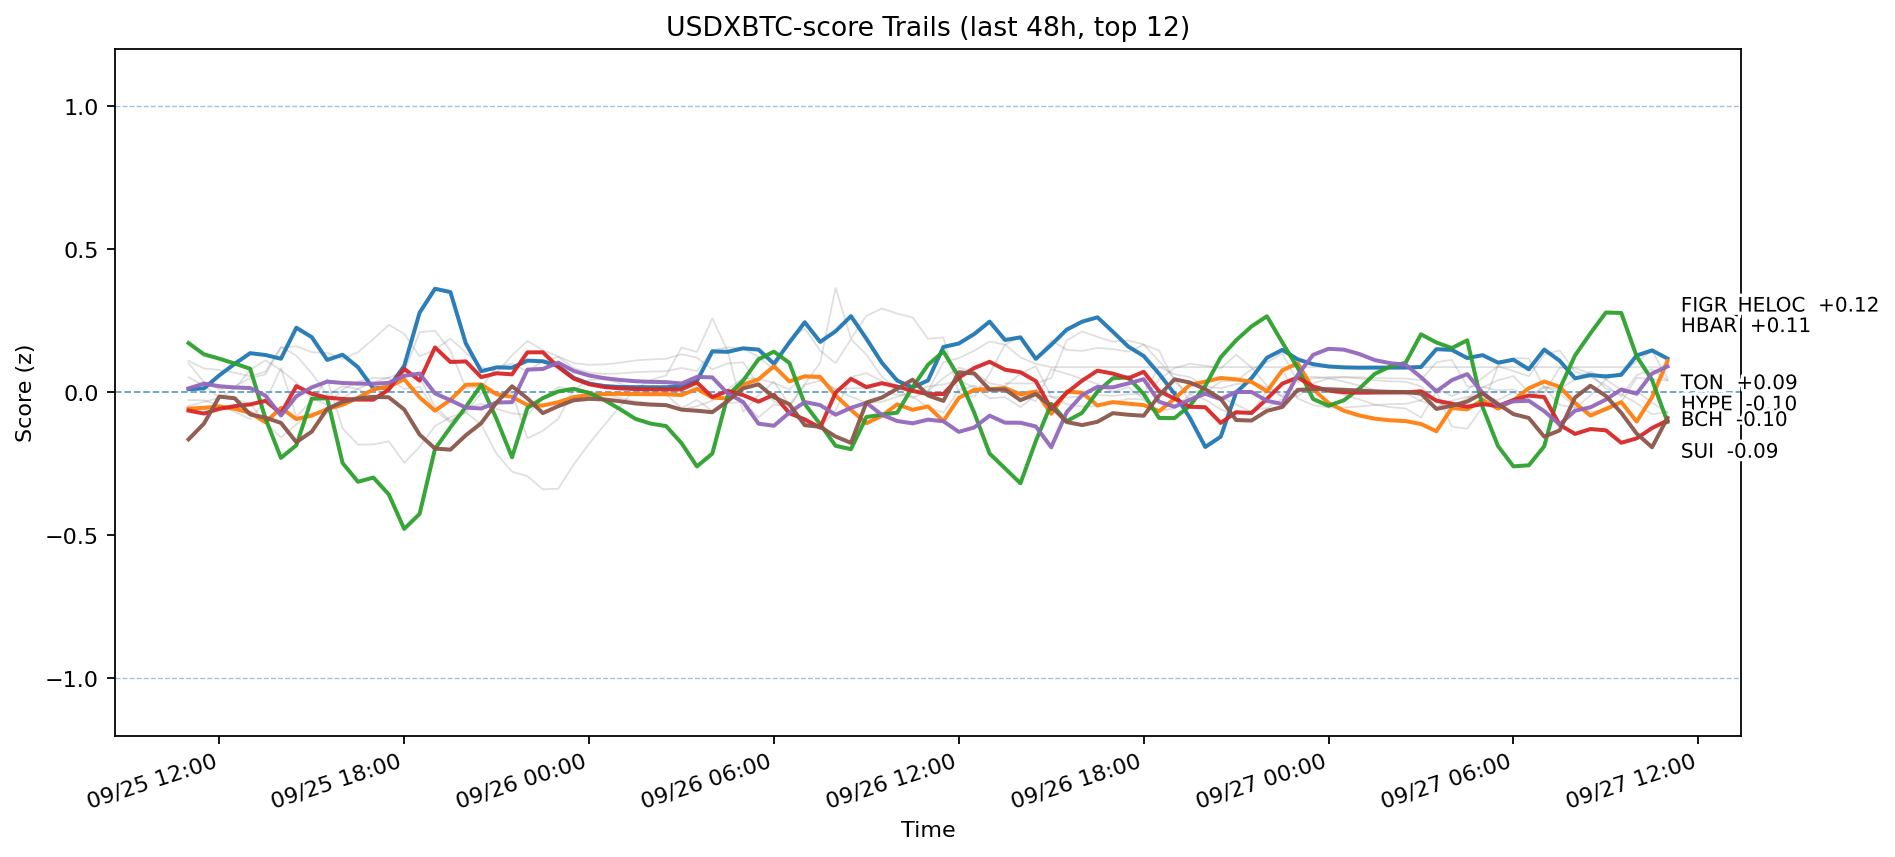 USDXBTC-score Trails (last 48h, top 12)
Score (z)
1.0
0.5
0.0
−0.5
−1.0
FIGR_HELOC +0.12
HBAR +0.11
TON +0.09
HYPE -0.10
BCH -0.10
SUI -0.09
09/25 12:00
09/25 18:00
09/26 00:00
09/26 06:00
09/26 12:00
09/26 18:00
09/27 00:00
09/27 06:00
09/27 12:00
Time